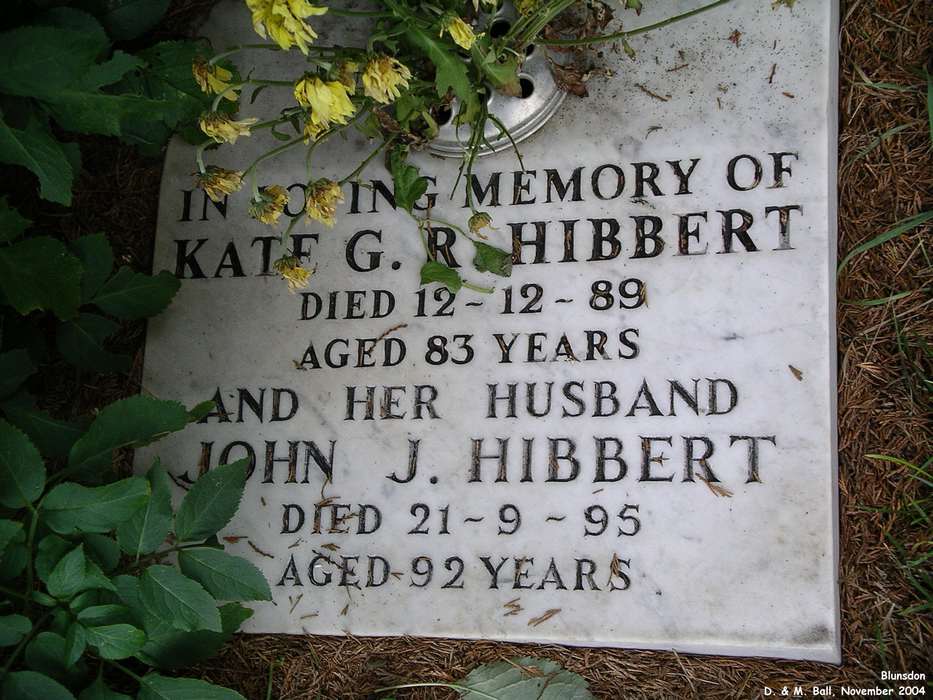 IN LOVING MEMORY OF
KATE G. R. HIBBERT
DIED 12-12-89
AGED 83 YEARS
AND HER HUSBAND
JOHN J. HIBBERT
DIED 21-9-95
AGED 92 YEARS
Blunsdon
D. & M. Ball, November 2004